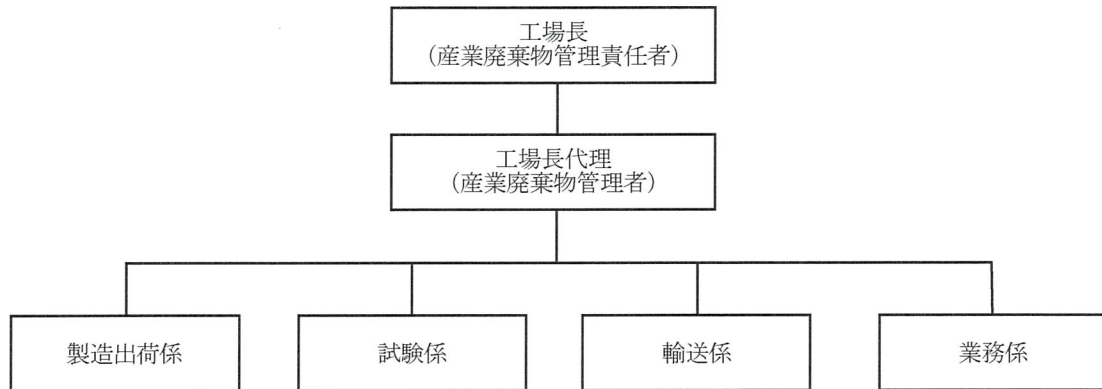 工場長
（産業廃棄物管理責任者）
工場長代理
（産業廃棄物管理者）
製造出荷係
試験係
輸送係
業務係